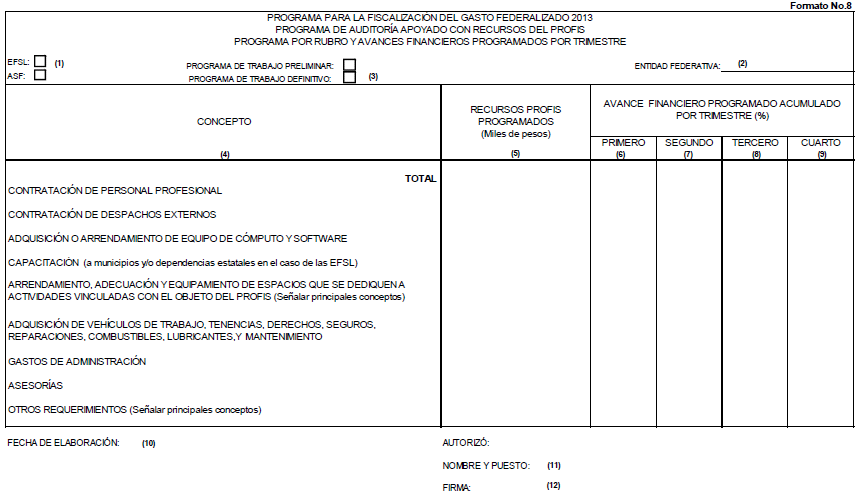 Formato No.8
PROGRAMA PARA LA FISCALIZACIÓN DEL GASTO FEDERALIZADO 2013
PROGRAMA DE AUDITORÍA APOYADO CON RECURSOS DEL PROFIS
PROGRAMA POR RUBRO Y AVANCES FINANCIEROS PROGRAMADOS POR TRIMESTRE
EFSL: (1)
ASF:
PROGRAMA DE TRABAJO PRELIMINAR:
PROGRAMA DE TRABAJO DEFINITIVO: (3)
ENTIDAD FEDERATIVA: (2)
CONCEPTO
(4)
RECURSOS PROFIS
PROGRAMADOS
(Miles de pesos)
(5)
AVANCE FINANCIERO PROGRAMADO ACUMULADO
POR TRIMESTRE (%)
PRIMERO SEGUNDO TERCERO CUARTO
(6) (7) (8) (9)
TOTAL
CONTRATACIÓN DE PERSONAL PROFESIONAL
CONTRATACIÓN DE DESPACHOS EXTERNOS
ADQUISICIÓN O ARRENDAMIENTO DE EQUIPO DE CÓMPUTO Y SOFTWARE
CAPACITACIÓN (a municipios y/o dependencias estatales en el caso de las EFSL)
ARRENDAMIENTO, ADECUACIÓN Y EQUIPAMIENTO DE ESPACIOS QUE SE DEDIQUEN A
ACTIVIDADES VINCULADAS CON EL OBJETO DEL PROFIS (Señalar principales conceptos)
ADQUISICIÓN DE VEHÍCULOS DE TRABAJO, TENENCIAS, DERECHOS, SEGUROS,
REPARACIONES, COMBUSTIBLES, LUBRICANTES,Y MANTENIMIENTO
GASTOS DE ADMINISTRACIÓN
ASESORÍAS
OTROS REQUERIMIENTOS (Señalar principales conceptos)
FECHA DE ELABORACIÓN: (10)
AUTORIZÓ:
NOMBRE Y PUESTO: (11)
FIRMA: (12)